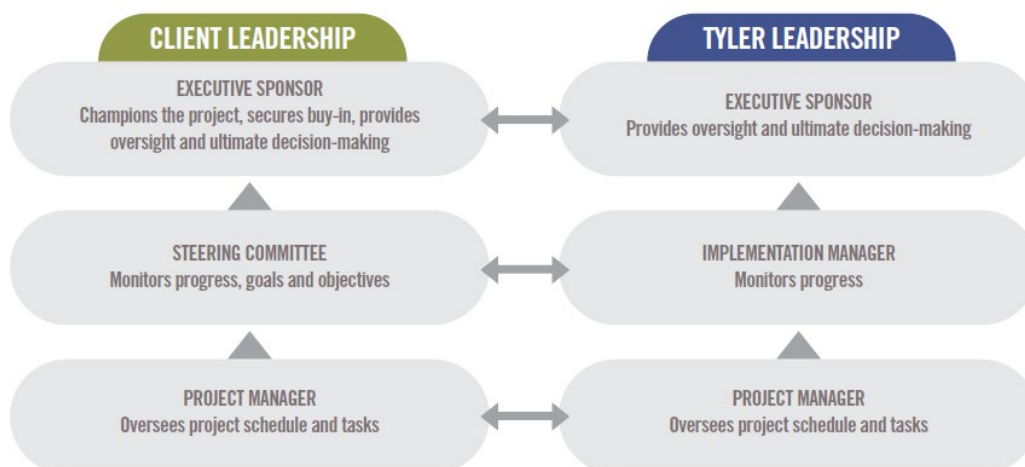 CLIENT LEADERSHIP
EXECUTIVE SPONSOR
Champions the project, secures buy-in, provides
oversight and ultimate decision-making
STEERING COMMITTEE
Monitors progress, goals and objectives
PROJECT MANAGER
Oversees project schedule and tasks
TYLER LEADERSHIP
EXECUTIVE SPONSOR
Provides oversight and ultimate decision-making
IMPLEMENTATION MANAGER
Monitors progress
PROJECT MANAGER
Oversees project schedule and tasks